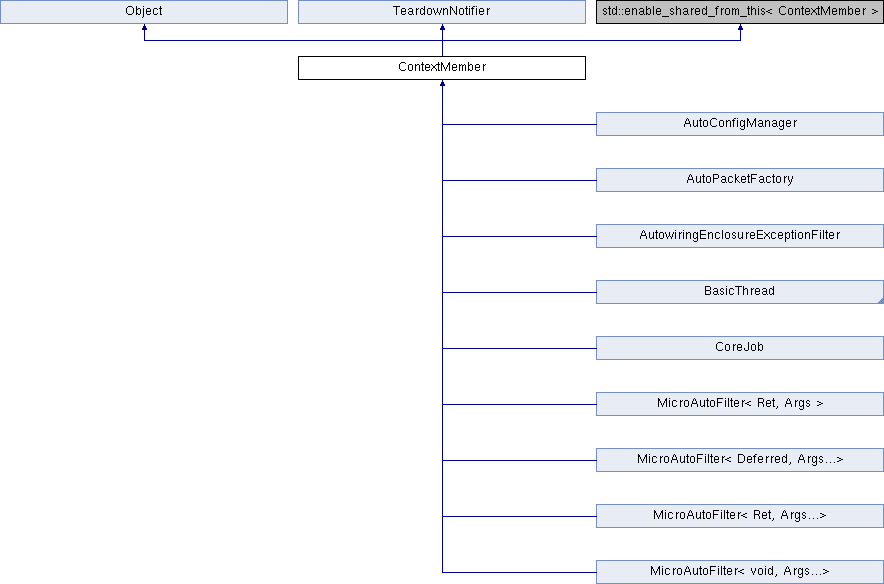 Object
TeardownNotifier
std::enable_shared_from_this< ContextMember >
ContextMember
AutoConfigManager
AutoPacketFactory
AutowiringEnclosureExceptionFilter
BasicThread
CoreJob
MicroAutoFilter< Ret, Args >
MicroAutoFilter< Deferred, Args...>
MicroAutoFilter< Ret, Args...>
MicroAutoFilter< void, Args...>